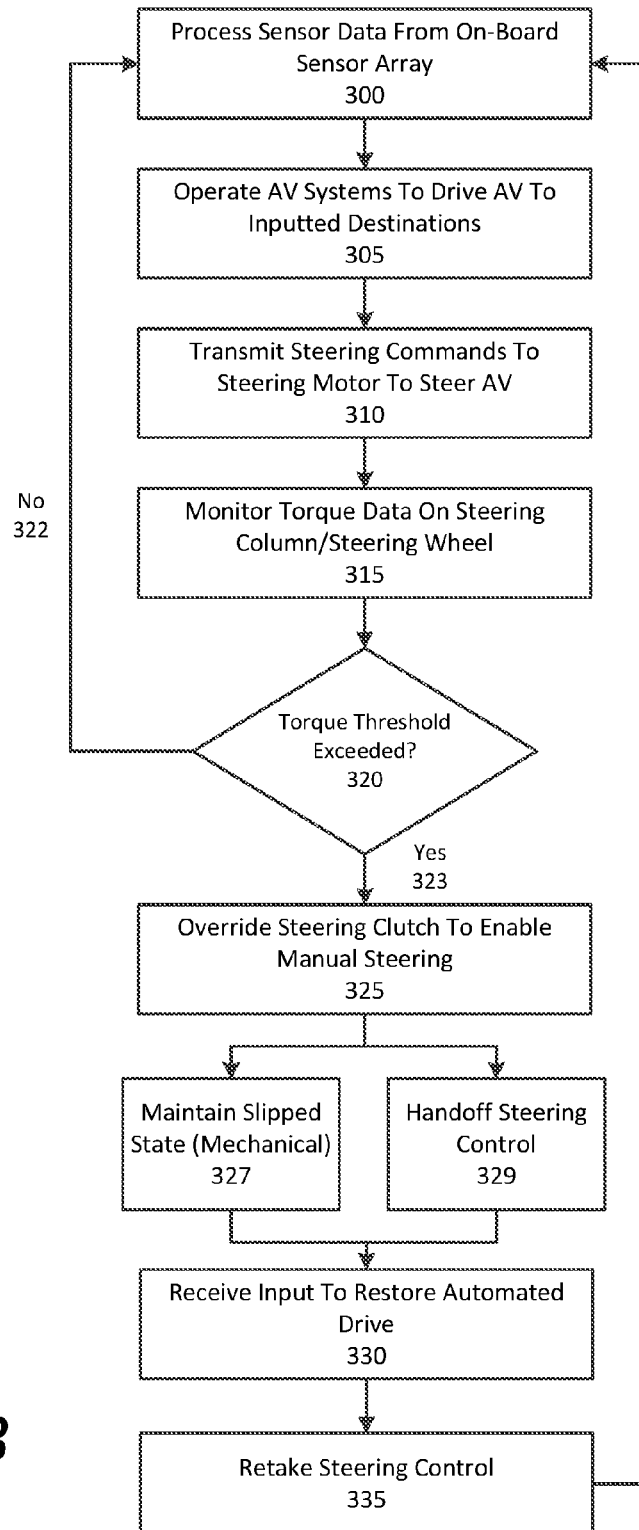 Process Sensor Data From On-Board
Sensor Array
300
Operate AV Systems To Drive AV To
Inputted Destinations
305
Transmit Steering Commands To
Steering Motor To Steer AV
310
No
322
Monitor Torque Data On Steering
Column/Steering Wheel
315
Torque Threshold
Exceeded?
320
Yes
323
Override Steering Clutch To Enable
Manual Steering
325
Maintain Slipped
State (Mechanical)
327
Handoff Steering
Control
329
Receive Input To Restore Automated
Drive
330
Retake Steering Control
335